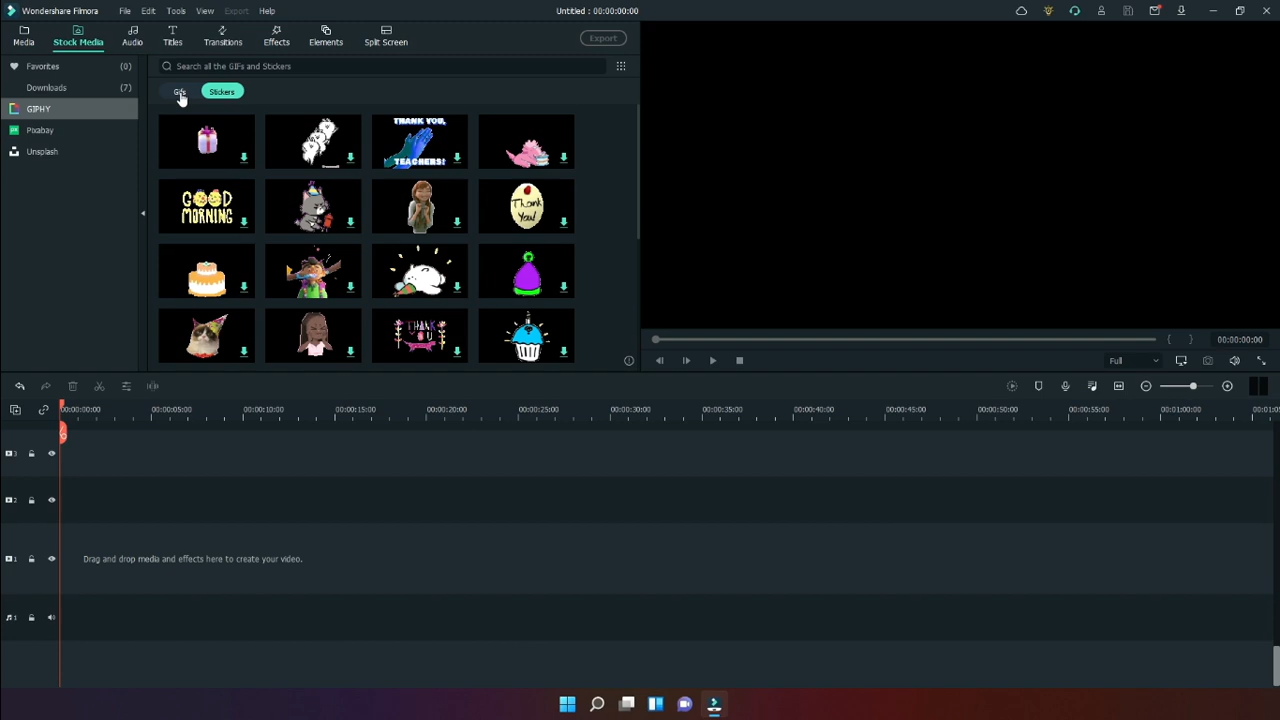 Wondershare Filmora
File Edit Tools View Export Help
Untitled : 00:00:00:00
Media
Stock Media
Audio
Titles
Transitions
Effects
Elements
Split Screen
Export
Favorites (0)
Downloads (7)
GIPHY
Pixabay
Unsplash
Search all the GIFs and Stickers
Gifs
Stickers
THANK YOU,
TEACHERS!
GOOD
MORNING
Thank
You!
THANK
U
00:00:00:00
Full
00:00:00:00
00:00:05:00
00:00:10:00
00:00:15:00
00:00:20:00
00:00:25:00
00:00:30:00
00:00:35:00
00:00:40:00
00:00:45:00
00:00:50:00
00:00:55:00
00:01:00:00
3
2
1
Drag and drop media and effects here to create your video.
1